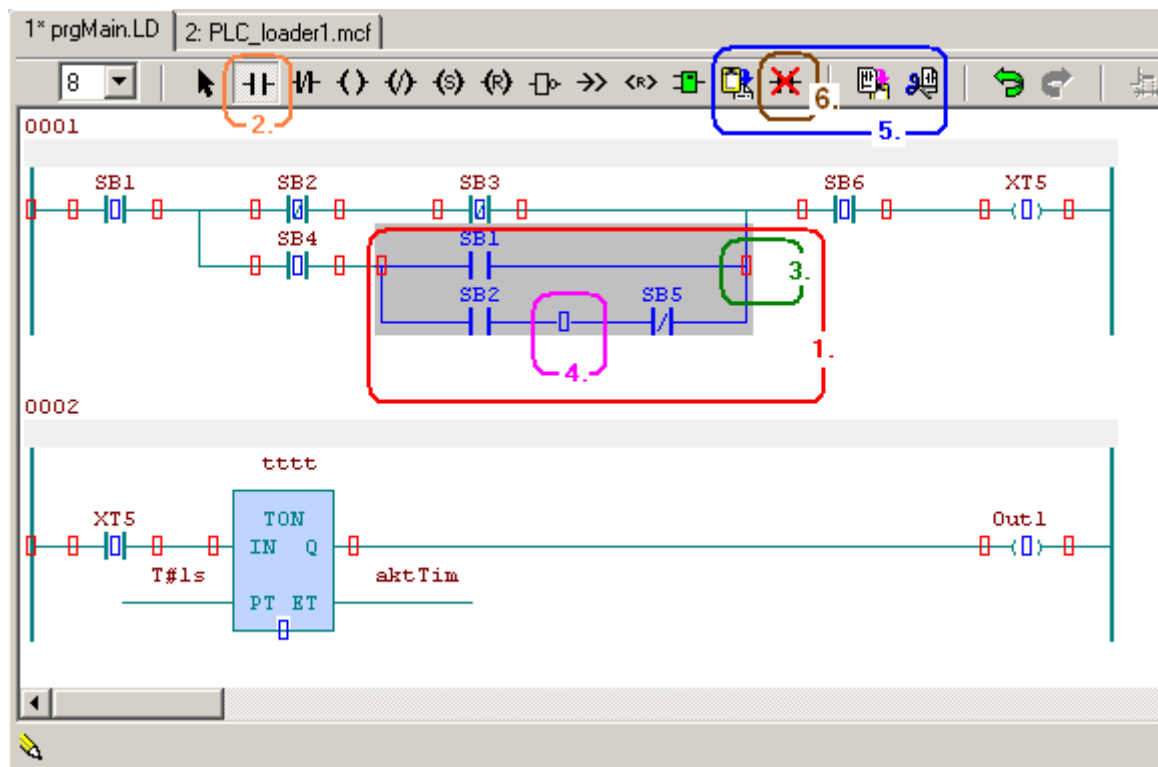 1* prgMain.LD 2: PLC_loader1.mcf
8 (S) (R) <R>
2. 6. 5.
0001
SB1 SB2 SB3 SB6 XT5
SB4 SB1
3.
SB2 SB5
1.
4.
0002
tttt
XT5 TON Out1
IN Q
T#1s aktTim
PT ET